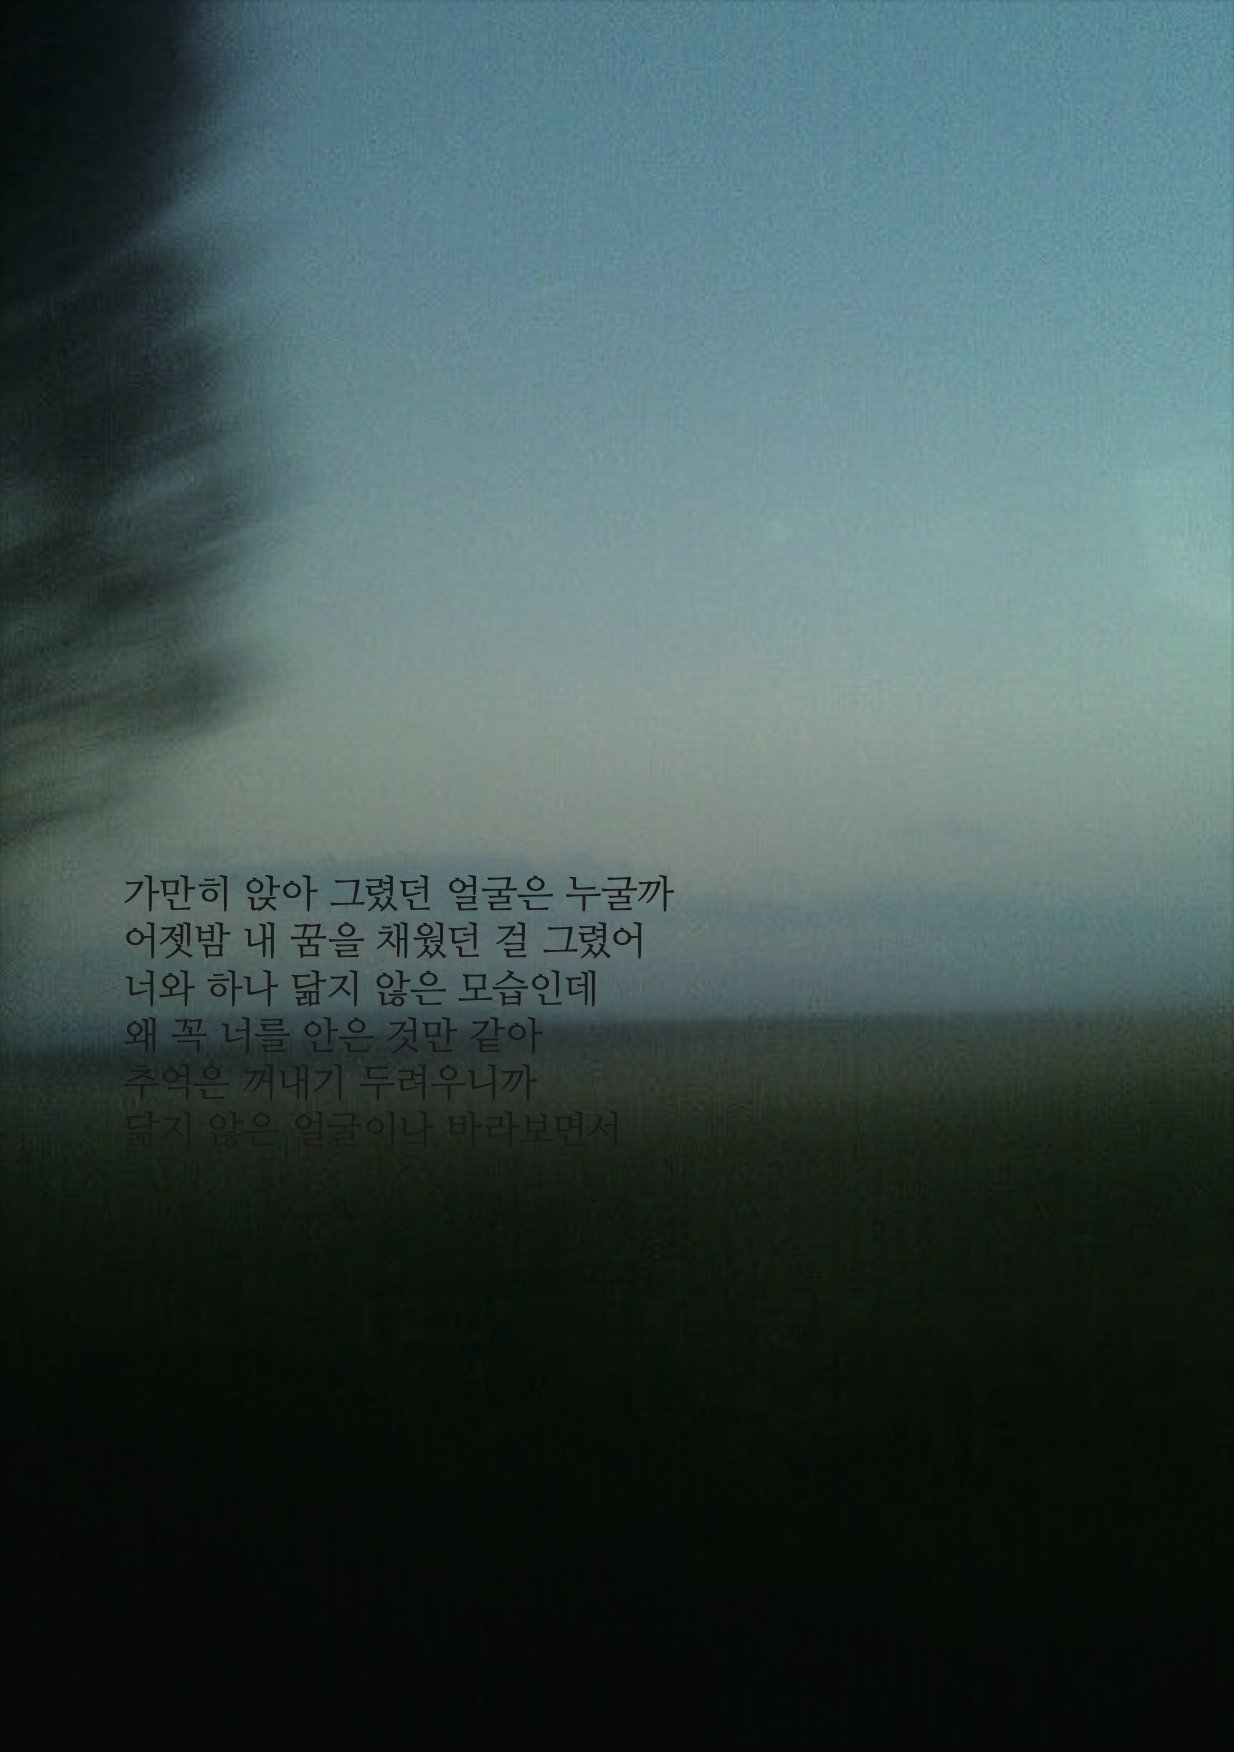 가만히 앉아 그렸던 얼굴은 누굴까
어젯밤 내 꿈을 채웠던 걸 그렸어
너와 하나 닮지 않은 모습인데
왜 꼭 너를 안은 것만 같아
추억은 꺼내기 두려우니까
닮지 않은 얼굴이나 바라보면서